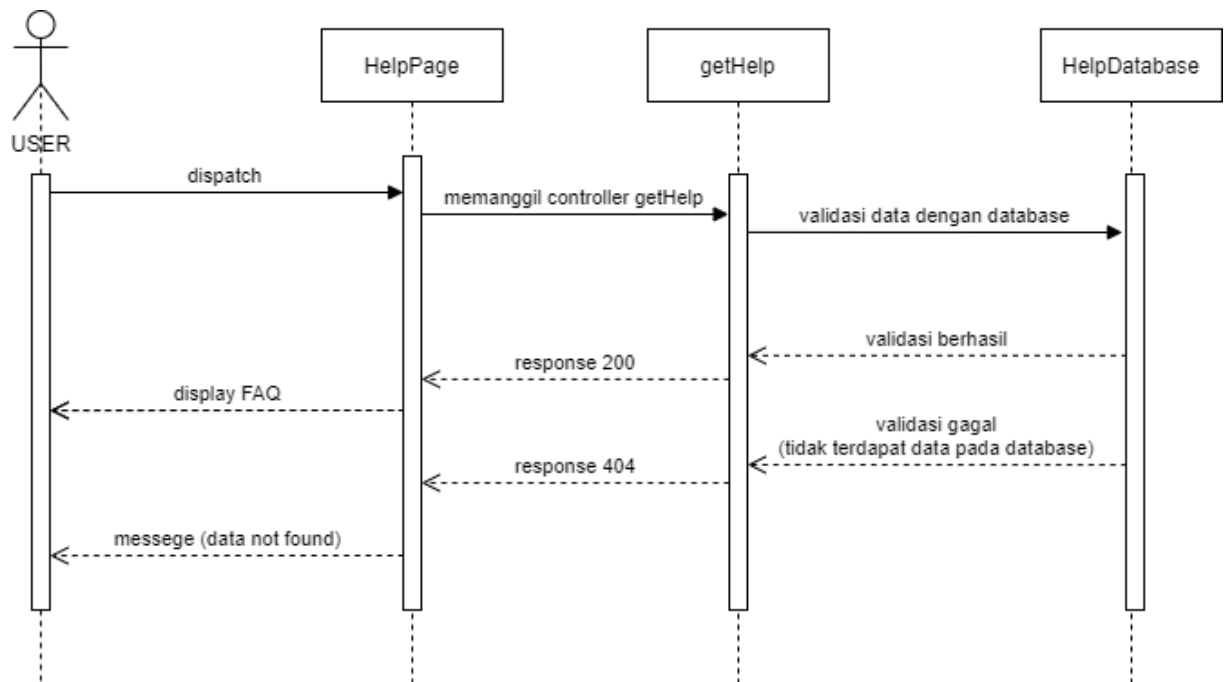 USER
HelpPage
getHelp
HelpDatabase
dispatch
memanggil controller getHelp
validasi data dengan database
validasi berhasil
response 200
display FAQ
validasi gagal
(tidak terdapat data pada database)
response 404
messege (data not found)